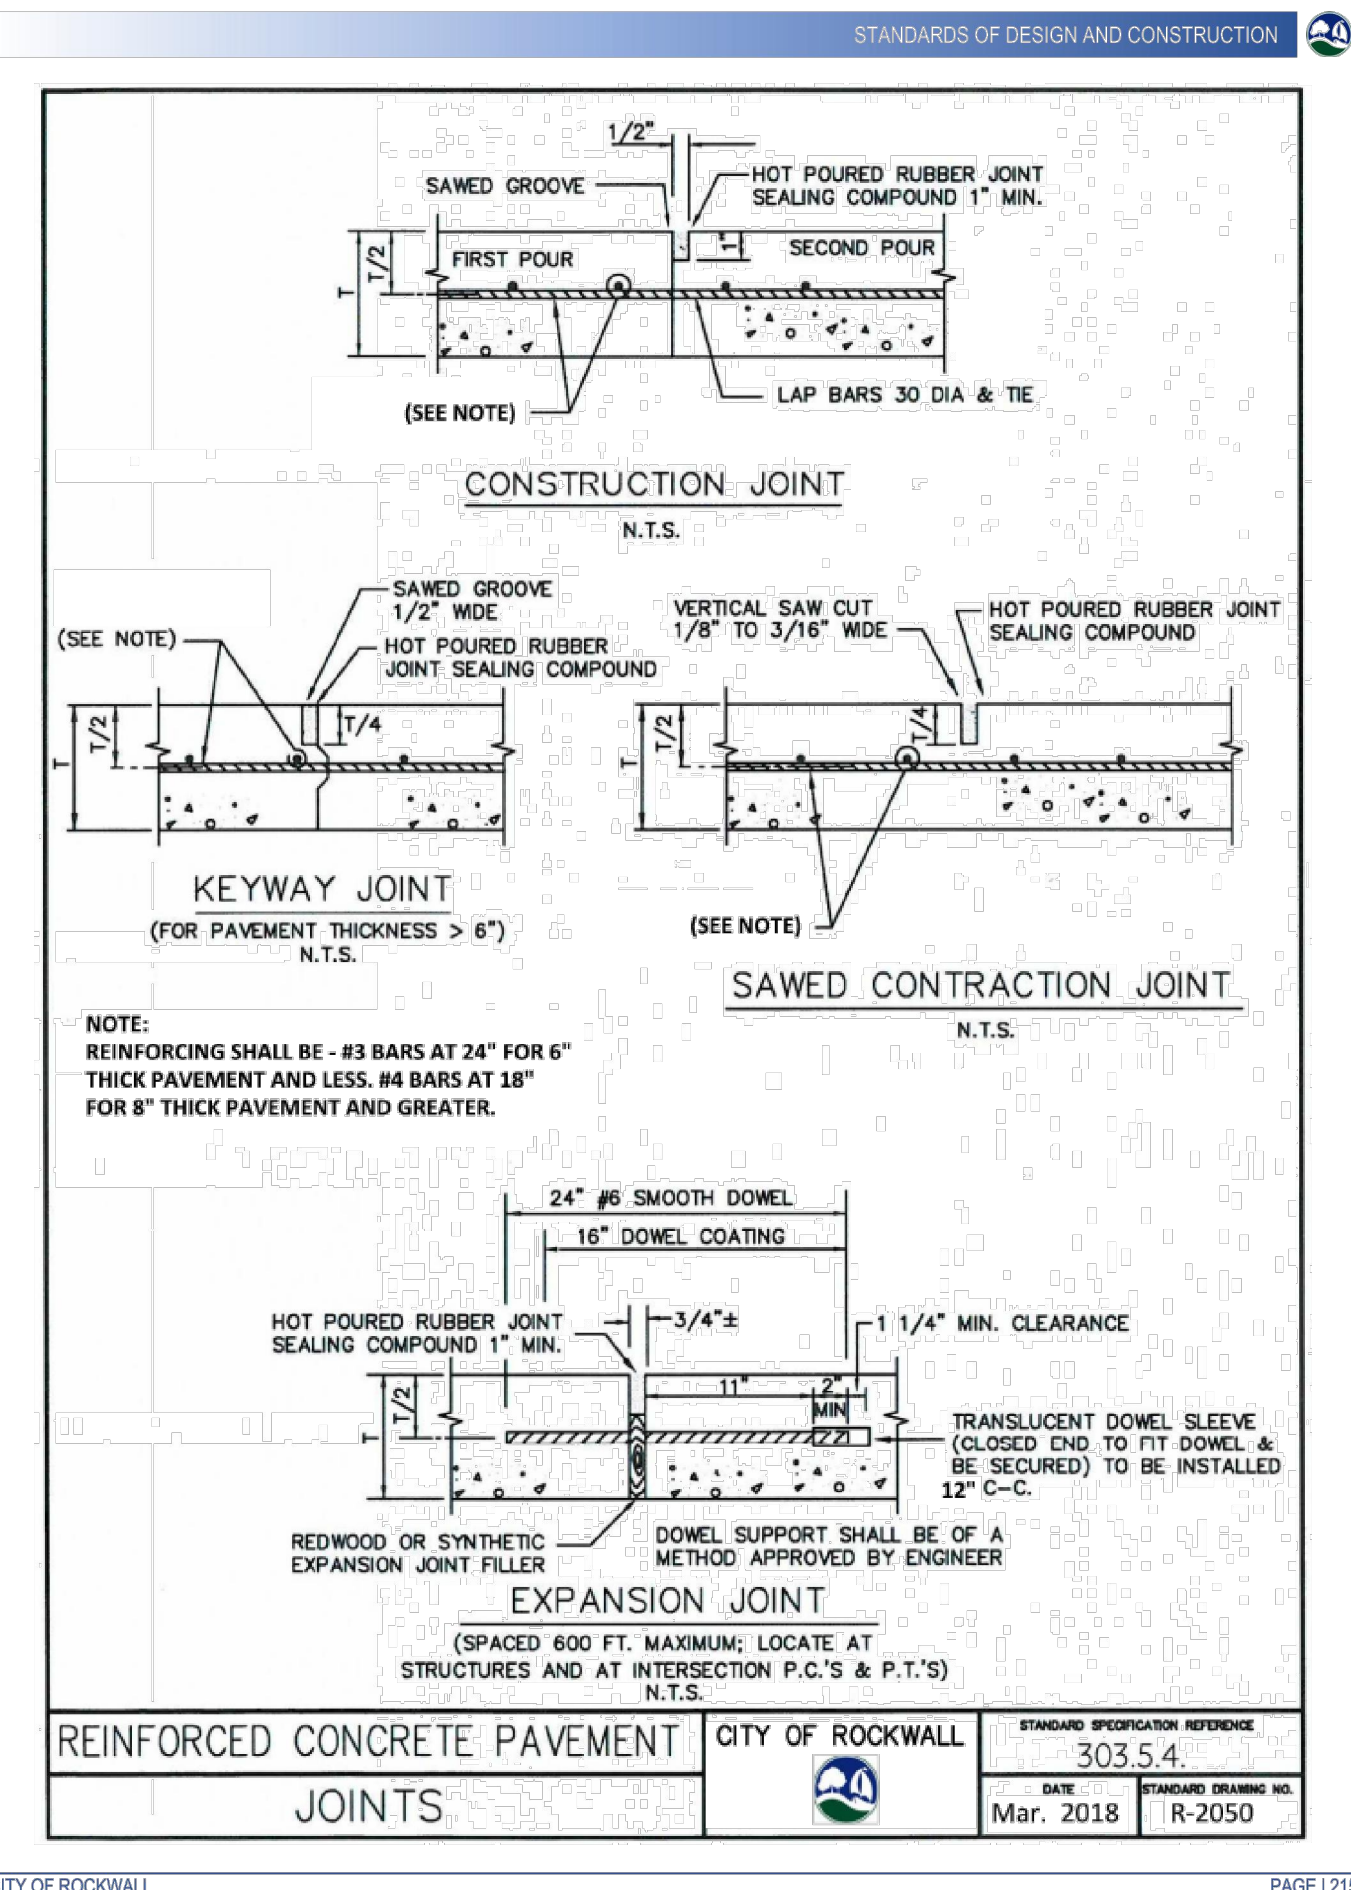 STANDARDS OF DESIGN AND CONSTRUCTION
1/2"
SAWED GROOVE
HOT POURED RUBBER JOINT
SEALING COMPOUND 1" MIN.
T
T/2
FIRST POUR
1"
SECOND POUR
(SEE NOTE)
LAP BARS 30 DIA & TIE
CONSTRUCTION JOINT
N.T.S.
SAWED GROOVE
1/2" WIDE
(SEE NOTE)
HOT POURED RUBBER
JOINT SEALING COMPOUND
T
T/2
T/4
KEYWAY JOINT
(FOR PAVEMENT THICKNESS > 6")
N.T.S.
VERTICAL SAW CUT
1/8" TO 3/16" WIDE
HOT POURED RUBBER JOINT
SEALING COMPOUND
T
T/2
T/4
(SEE NOTE)
SAWED CONTRACTION JOINT
N.T.S.
NOTE:
REINFORCING SHALL BE - #3 BARS AT 24" FOR 6"
THICK PAVEMENT AND LESS. #4 BARS AT 18"
FOR 8" THICK PAVEMENT AND GREATER.
24" #6 SMOOTH DOWEL
16" DOWEL COATING
HOT POURED RUBBER JOINT
SEALING COMPOUND 1" MIN.
3/4"±
1 1/4" MIN. CLEARANCE
T
T/2
11"
2"
MIN
TRANSLUCENT DOWEL SLEEVE
(CLOSED END TO FIT DOWEL &
BE SECURED) TO BE INSTALLED
12" C-C.
REDWOOD OR SYNTHETIC
EXPANSION JOINT FILLER
DOWEL SUPPORT SHALL BE OF A
METHOD APPROVED BY ENGINEER
EXPANSION JOINT
(SPACED 600 FT. MAXIMUM; LOCATE AT
STRUCTURES AND AT INTERSECTION P.C.'S & P.T.'S)
N.T.S.
REINFORCED CONCRETE PAVEMENT
JOINTS
CITY OF ROCKWALL
STANDARD SPECIFICATION REFERENCE
303.5.4.
DATE
Mar. 2018
STANDARD DRAWING NO.
R-2050
ITY OF ROCKWALL
PAGE | 215